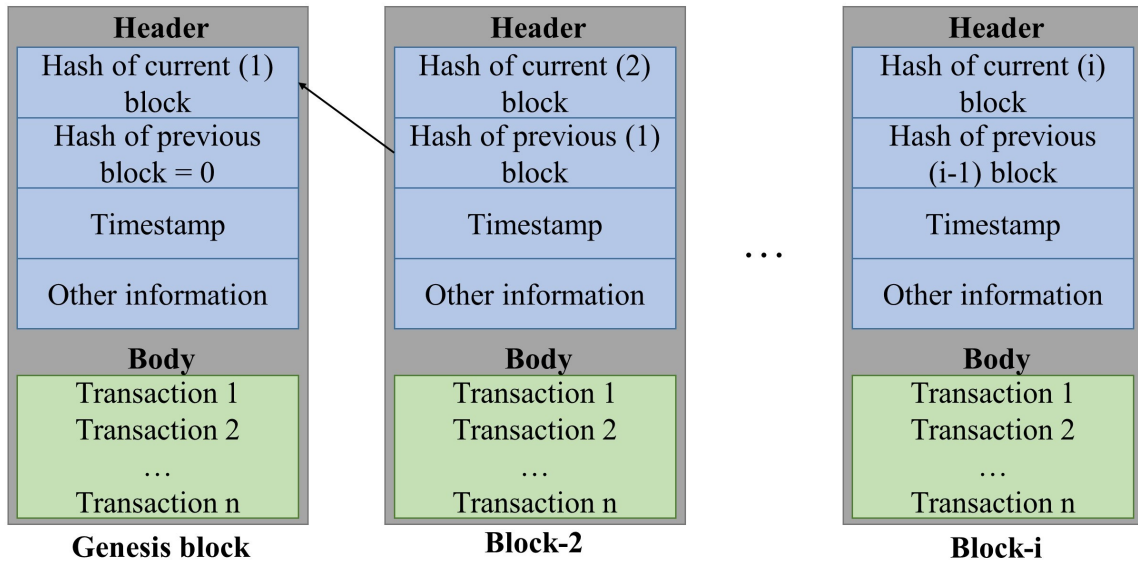 Header
Hash of current (1)
block
Hash of previous
block = 0
Timestamp
Other information
Body
Transaction 1
Transaction 2
…
Transaction n
Genesis block
Header
Hash of current (2)
block
Hash of previous (1)
block
Timestamp
Other information
Body
Transaction 1
Transaction 2
…
Transaction n
Block-2
…
Header
Hash of current (i)
block
Hash of previous
(i-1) block
Timestamp
Other information
Body
Transaction 1
Transaction 2
…
Transaction n
Block-i